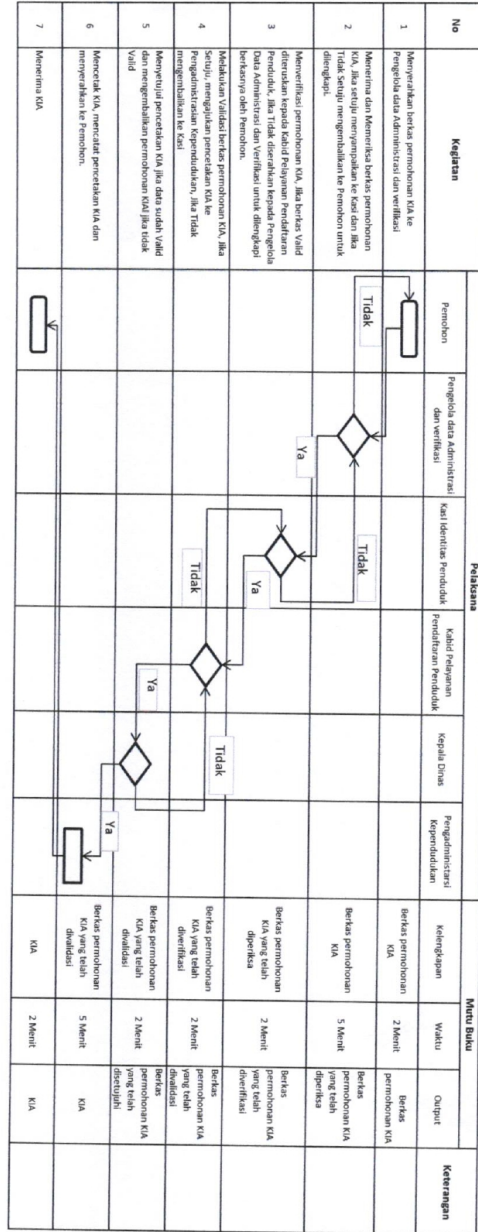 No
Kegiatan
Pelaksana
Mutu Buku
Keterangan
Pemohon
Pengelola data Administrasi
dan verifikasi
Kasi Identitas Penduduk
Kabid Pelayanan
Pendaftaran Penduduk
Kepala Dinas
Pengadministarsi
Kependudukan
Kelengkapan
Waktu
Output
1
Menyerahkan berkas permohonan KIA ke
Pengelola data Administrasi dan verifikasi
Berkas permohonan
KIA
2 Menit
Berkas
permohonan KIA
2
Menerima dan Memeriksa berkas permohonan
KIA, Jika setuju menyampaikan ke Kasi dan Jika
Tidak Setuju mengembalikan ke Pemohon untuk
dilengkapi.
Tidak
Ya
Tidak
Berkas permohonan
KIA
5 Menit
Berkas
permohonan KIA
yang telah
diperiksa
3
Menverifikasi permohonan KIA, Jika berkas Valid
diteruskan kepada Kabid Pelayanan Pendaftaran
Penduduk, Jika Tidak diserahkan kepada Pengelola
Data Administrasi dan Verifikasi untuk dilengkapi
berkasnya oleh Pemohon.
Ya
Tidak
Berkas permohonan
KIA yang telah
diperiksa
2 Menit
Berkas
permohonan KIA
yang telah
diverifikasi
4
Melakukan Validasi berkas permohonan KIA, Jika
Setuju, mengajukan pencetakan KIA ke
Pengadministrasian Kependudukan, Jika Tidak
mengembalikan ke Kasi
Ya
Tidak
Berkas permohonan
KIA yang telah
diverifikasi
2 Menit
Berkas
permohonan KIA
yang telah
divalidasi
5
Menyetujui pencetakan KIA jika data sudah Valid
dan mengembalikan permohonan KIAI jika tidak
Valid
Ya
Berkas permohonan
KIA yang telah
divalidasi
2 Menit
Berkas
permohonan KIA
yang telah
disetujahi
6
Mencetak KIA, mencatat pencetakan KIA dan
menyerahkan ke Pemohon.
Berkas permohonan
KIA yang telah
divalidasi
5 Menit
KIA
7
Menerima KIA
KIA
2 Menit
KIA